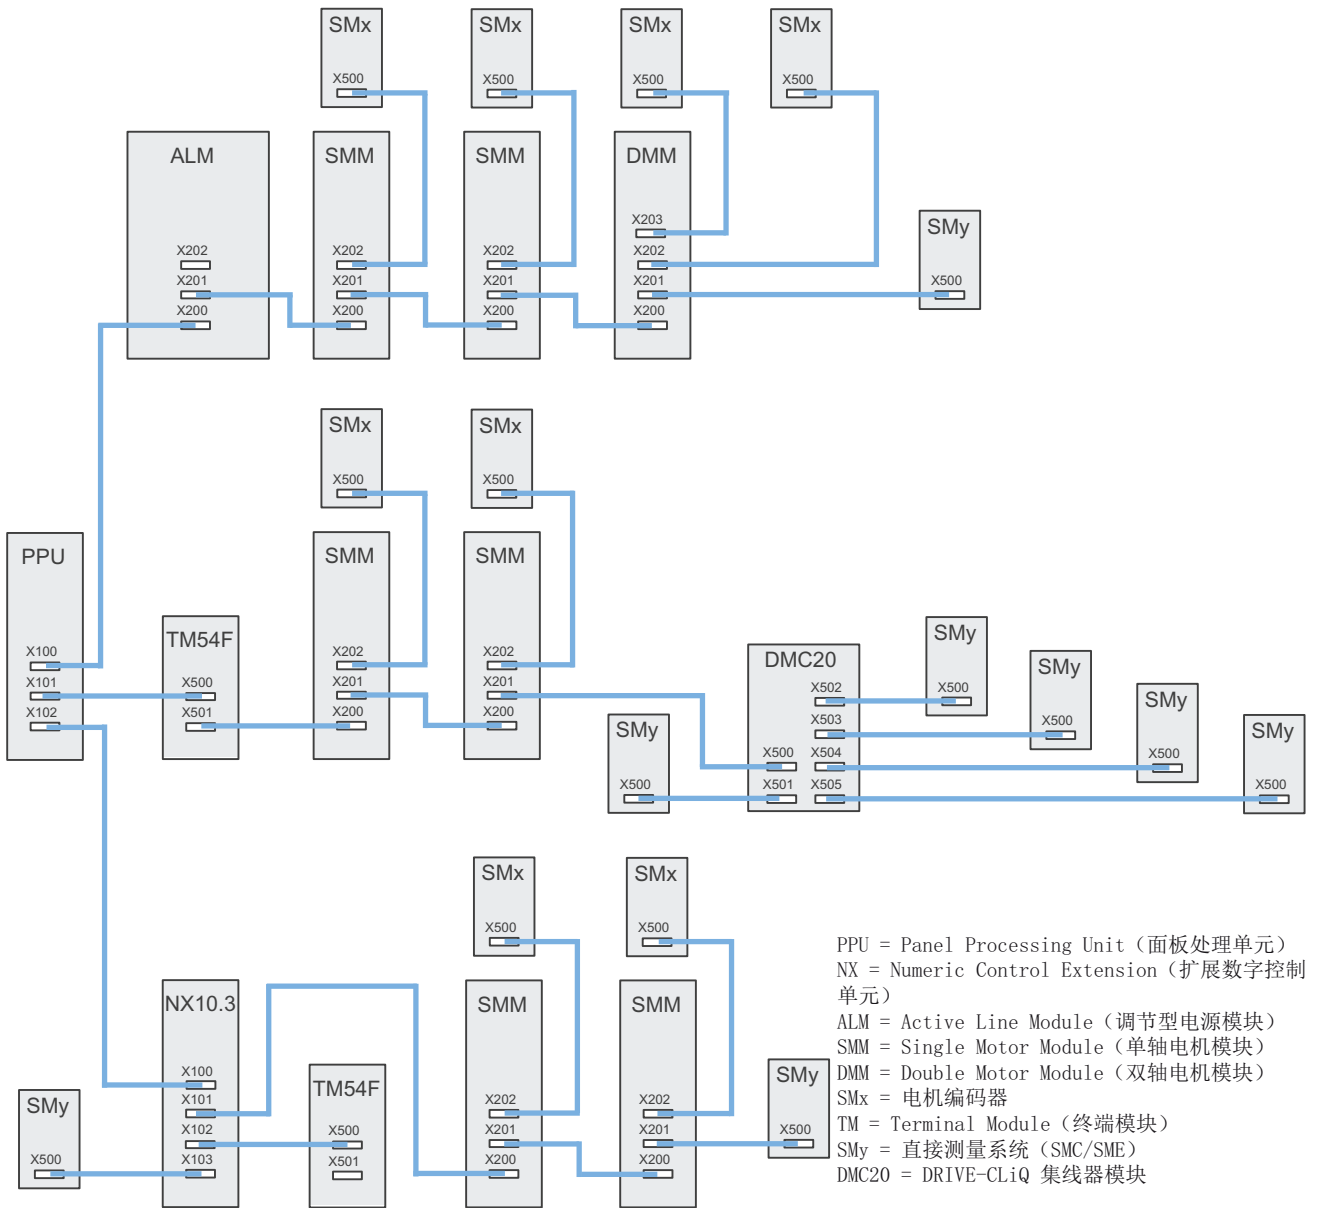 SMx
SMx
SMx
SMx
X500
X500
X500
X500
ALM
SMM
SMM
DMM
X203
SMy
X202
X202
X202
X202
X201
X201
X201
X201
X500
X200
X200
X200
X200
SMx
SMx
X500
X500
PPU
SMM
SMM
TM54F
SMy
DMC20
SMy
X100
X202
X202
X101
X500
X201
X201
X502
X500
SMy
X102
X501
X200
X200
SMy
X503
X500
SMy
X500
X504
X500
X500
X501
X505
X500
SMx
SMx
X500
X500
PPU = Panel Processing Unit（面板处理单元）
NX = Numeric Control Extension（扩展数字控制
单元）
ALM = Active Line Module（调节型电源模块）
SMM = Single Motor Module（单轴电机模块）
DMM = Double Motor Module（双轴电机模块）
SMx = 电机编码器
TM = Terminal Module（终端模块）
SMy = 直接测量系统（SMC/SME）
DMC20 = DRIVE-CLiQ 集线器模块
NX10.3
SMM
SMM
X100
TM54F
SMy
SMy
X101
X202
X202
X102
X500
X201
X201
X500
X500
X103
X501
X200
X200